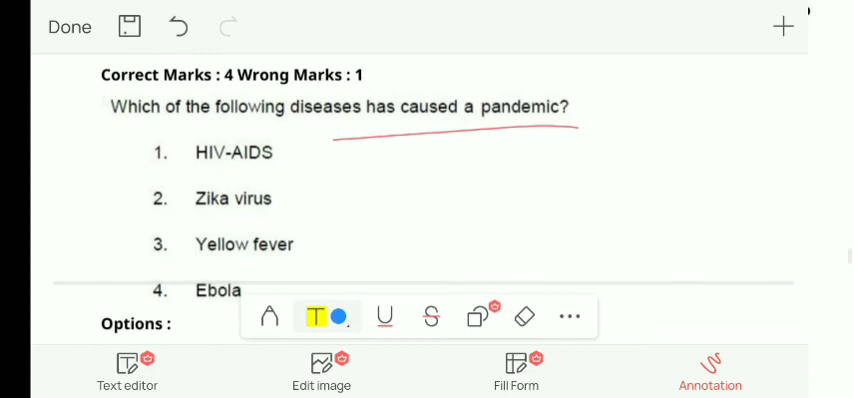 Done
Correct Marks : 4 Wrong Marks : 1
Which of the following diseases has caused a pandemic?
1. HIV-AIDS
2. Zika virus
3. Yellow fever
4. Ebola
Options :
T
U
S
Text editor
Edit image
Fill Form
Annotation